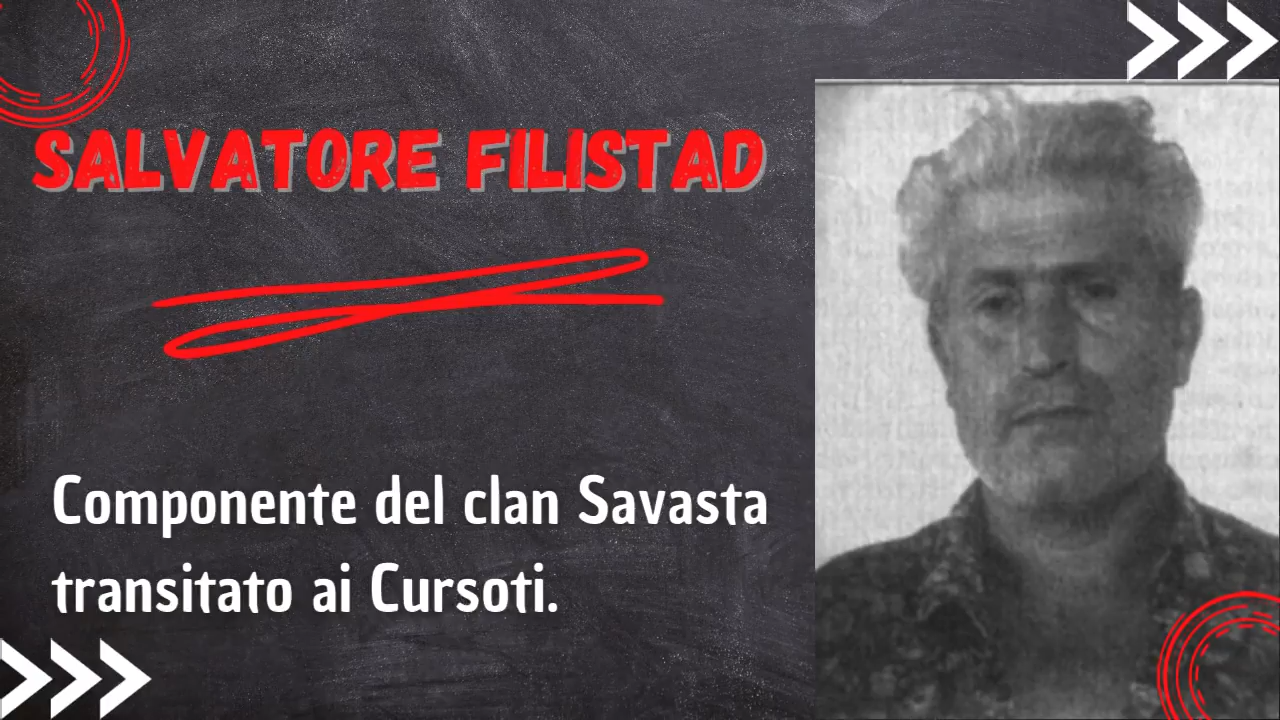 SALVATORE FILISTAD
Componente del clan Savasta
transitato ai Cursoti.